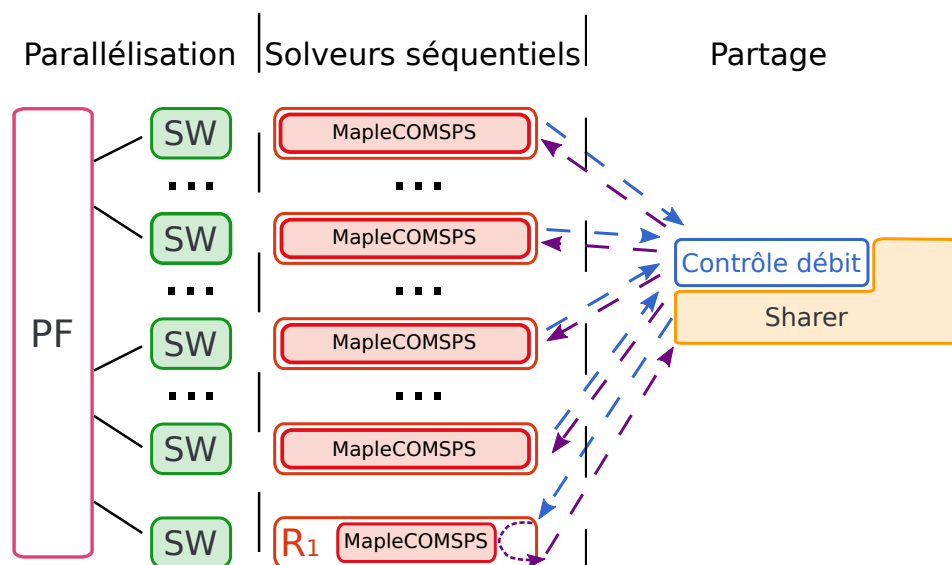 Parallélisation
Solveurs séquentiels
Partage
PF
SW
MapleCOMSPS
...
...
SW
MapleCOMSPS
Contrôle débit
...
...
Sharer
SW
MapleCOMSPS
...
...
SW
MapleCOMSPS
SW
R1
MapleCOMSPS